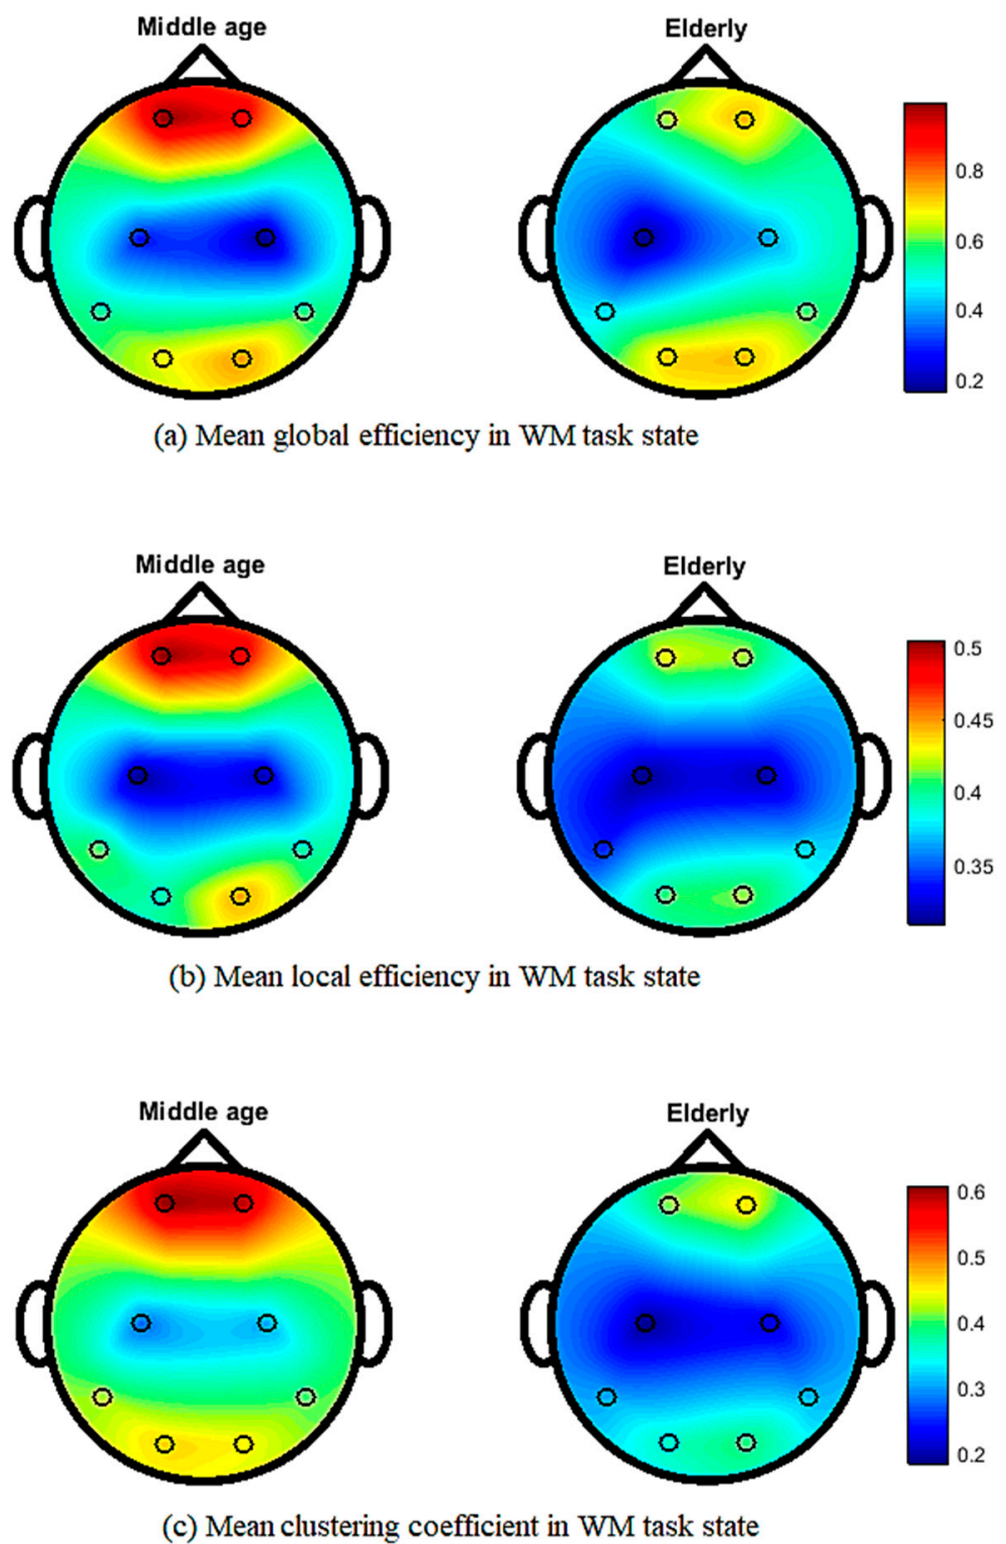 Middle age Elderly
0.8
0.6
0.4
0.2
(a) Mean global efficiency in WM task state
Middle age Elderly
0.5
0.45
0.4
0.35
(b) Mean local efficiency in WM task state
Middle age Elderly
0.6
0.5
0.4
0.3
0.2
(c) Mean clustering coefficient in WM task state